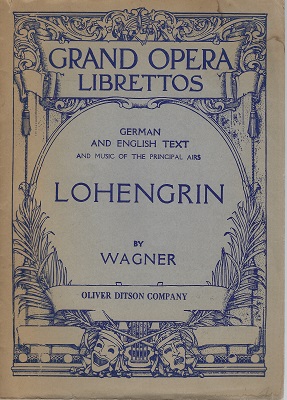 GRAND OPERA
LIBRETTOS
GERMAN
AND ENGLISH TEXT
AND MUSIC OF THE PRINCIPAL AIRS
LOHENGRIN
BY
WAGNER
OLIVER DITSON COMPANY